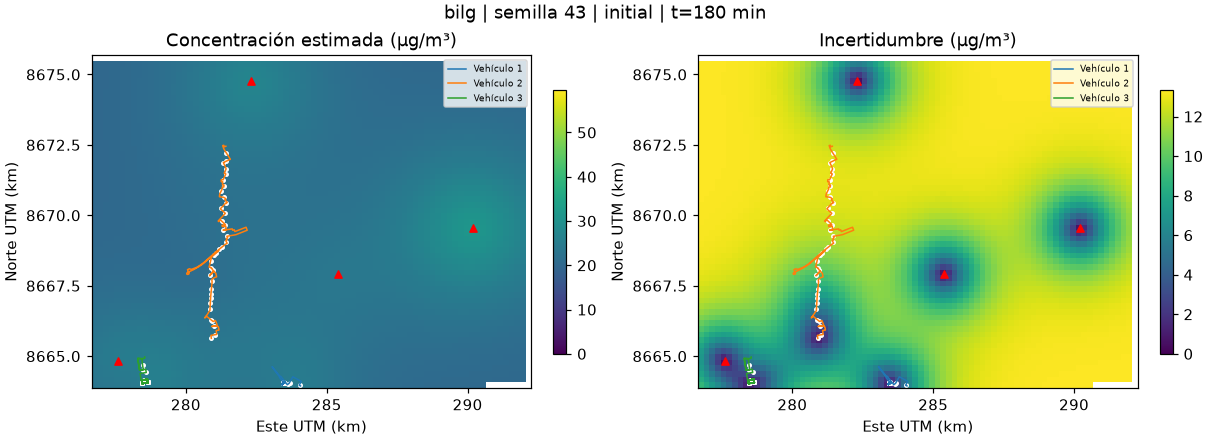 bilg | semilla 43 | initial | t=180 min
Concentración estimada (µg/m³)
Vehículo 1
Vehículo 2
Vehículo 3
8675.0
8672.5
8670.0
8667.5
8665.0
Norte UTM (km)
280
285
290
Este UTM (km)
50
40
30
20
10
0
Incertidumbre (µg/m³)
Vehículo 1
Vehículo 2
Vehículo 3
8675.0
8672.5
8670.0
8667.5
8665.0
Norte UTM (km)
280
285
290
Este UTM (km)
12
10
8
6
4
2
0